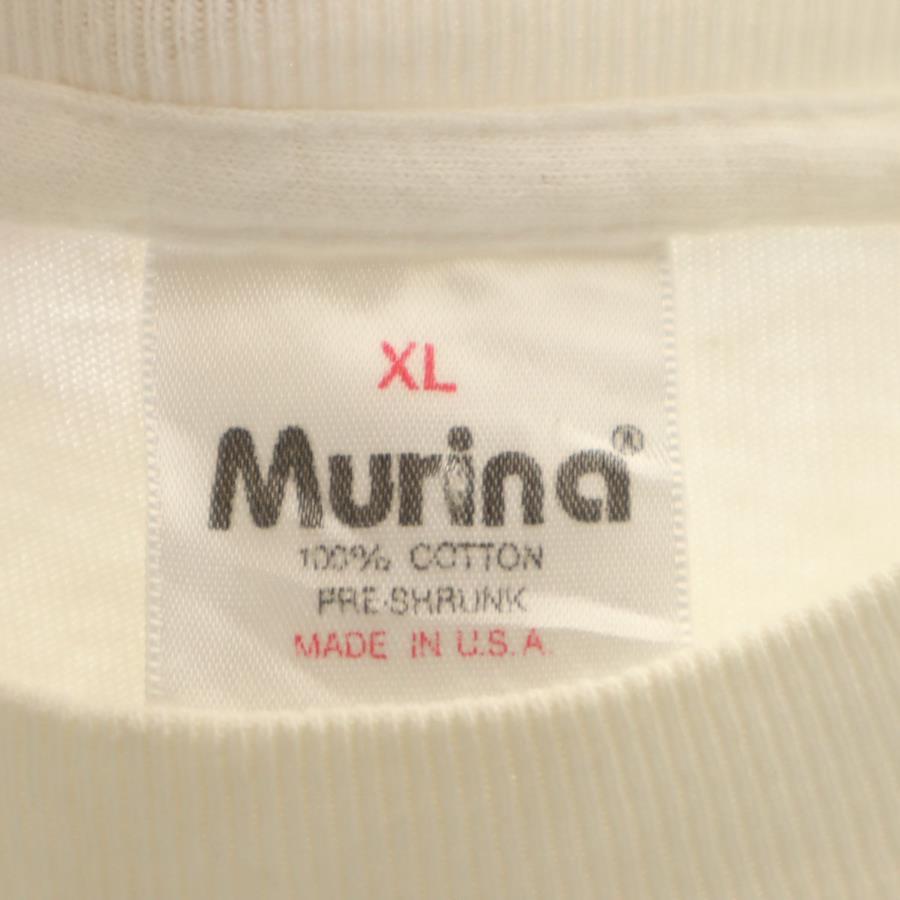 XL
Murina®
100% COTTON
PRE-SHRUNK
MADE IN U.S.A.